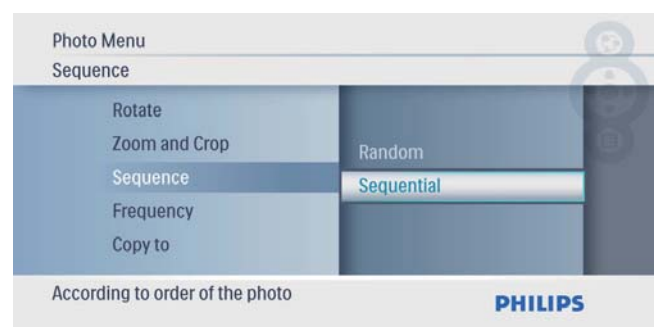 Photo Menu
Sequence
Rotate
Zoom and Crop
Sequence
Frequency
Copy to
Random
Sequential
According to order of the photo
PHILIPS